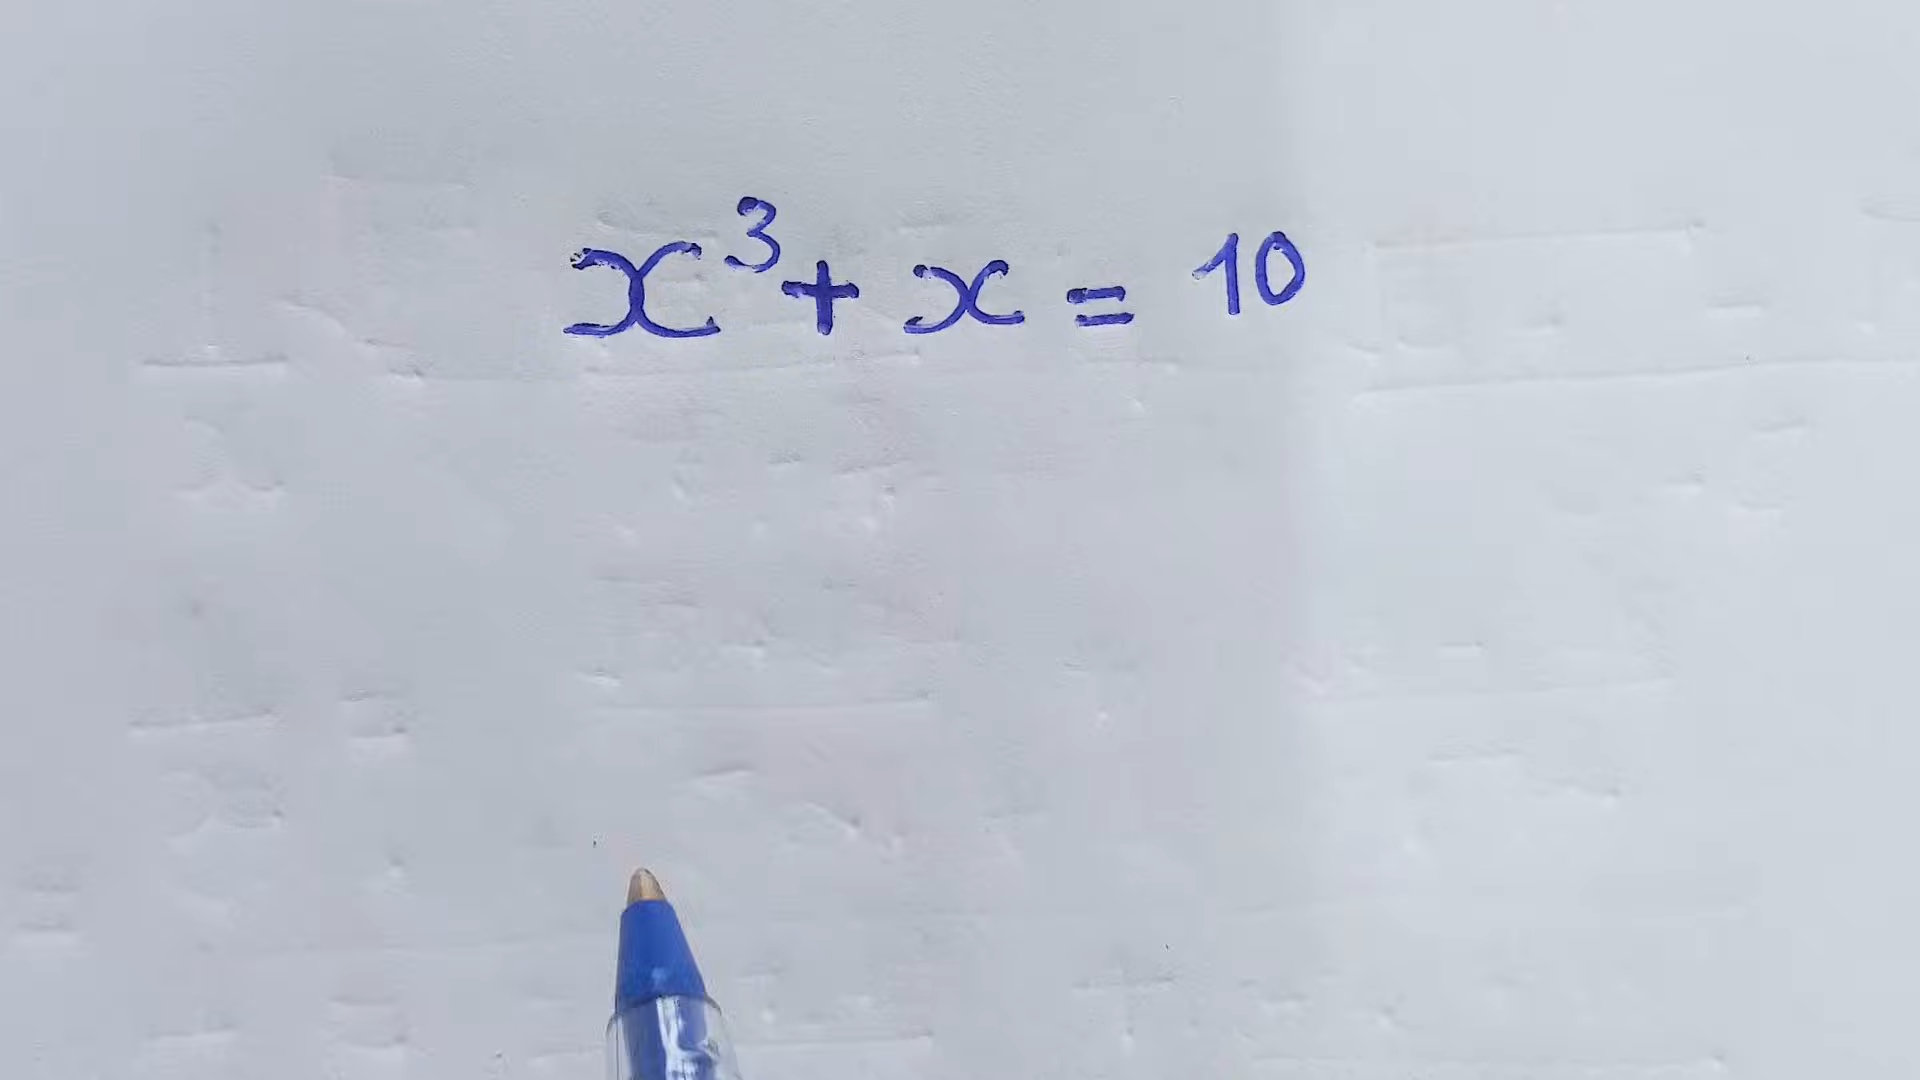 x³ + x = 10